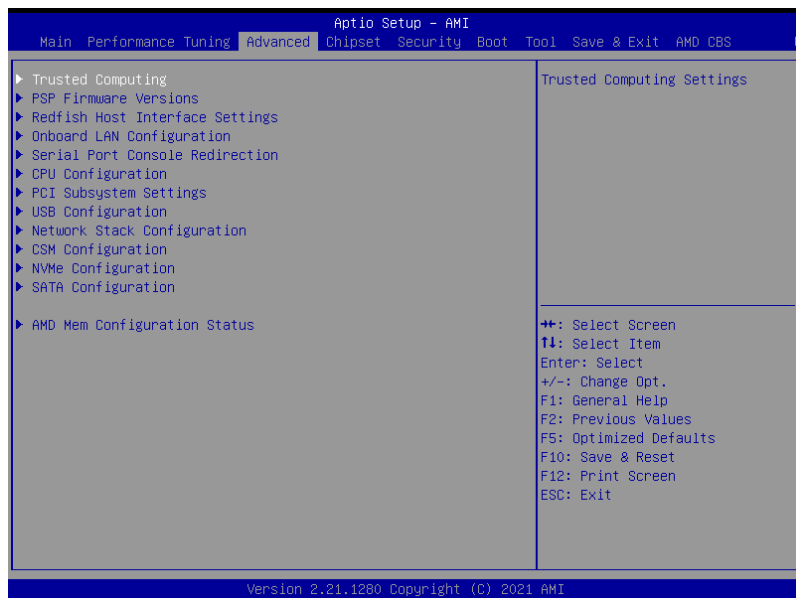 Aptio Setup – AMI
Main Performance Tuning Advanced Chipset Security Boot Tool Save & Exit AMD CBS
Trusted Computing
PSP Firmware Versions
Redfish Host Interface Settings
Onboard LAN Configuration
Serial Port Console Redirection
CPU Configuration
PCI Subsystem Settings
USB Configuration
Network Stack Configuration
CSM Configuration
NVMe Configuration
SATA Configuration
AMD Mem Configuration Status
Trusted Computing Settings
→←: Select Screen
↑↓: Select Item
Enter: Select
+/-: Change Opt.
F1: General Help
F2: Previous Values
F5: Optimized Defaults
F10: Save & Reset
F12: Print Screen
ESC: Exit
Version 2.21.1280 Copyright (C) 2021 AMI